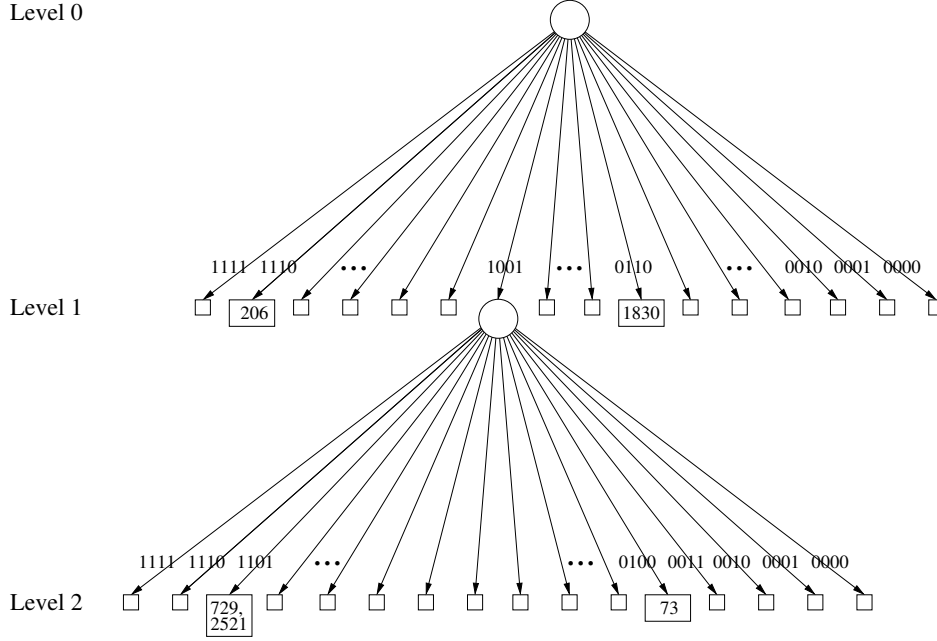 Level 0
1111 1110 ••• 1001 ••• 0110 ••• 0010 0001 0000
Level 1
206
1830
1111 1110 1101 ••• ••• 0100 0011 0010 0001 0000
Level 2
729,
2521
73